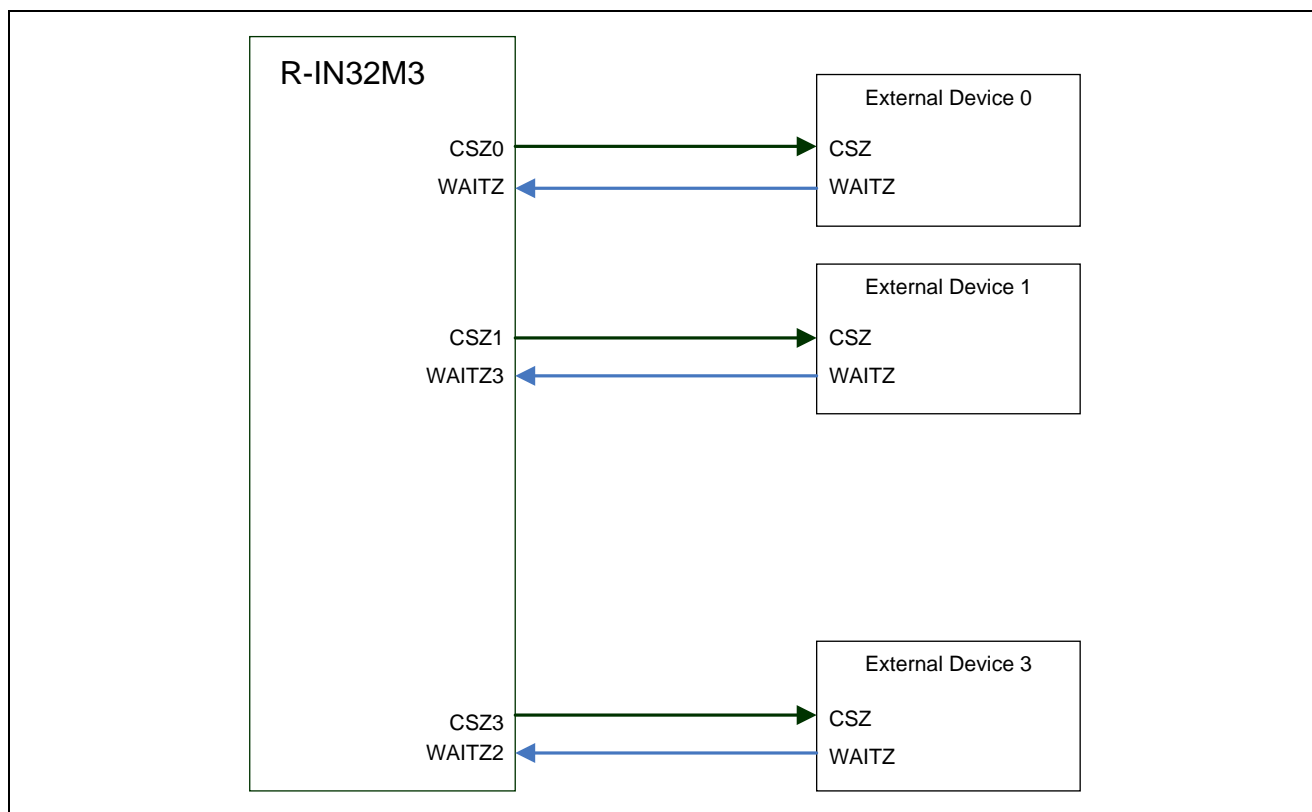 R-IN32M3
External Device 0
CSZ0
CSZ
WAITZ
WAITZ
External Device 1
CSZ1
CSZ
WAITZ3
WAITZ
External Device 3
CSZ3
CSZ
WAITZ2
WAITZ